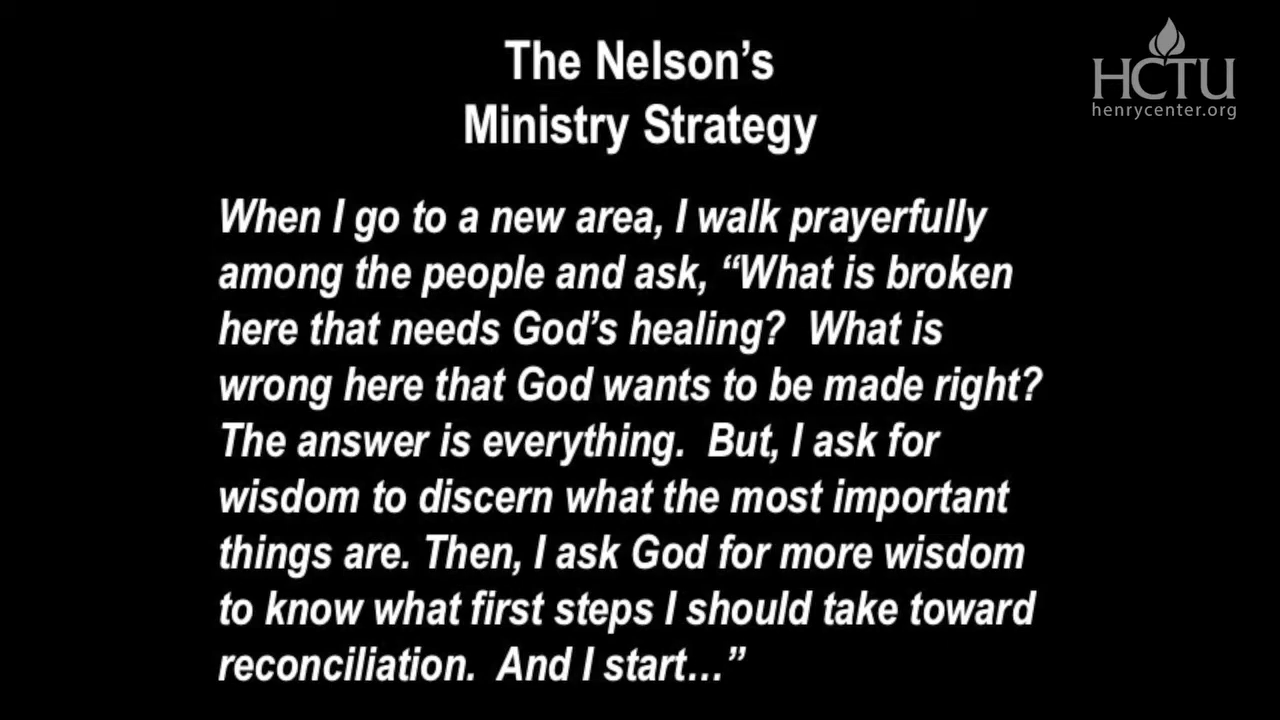 The Nelson’s
Ministry Strategy
HCTU
henrycenter.org
When I go to a new area, I walk prayerfully
among the people and ask, “What is broken
here that needs God’s healing?  What is
wrong here that God wants to be made right?
The answer is everything.  But, I ask for
wisdom to discern what the most important
things are. Then, I ask God for more wisdom
to know what first steps I should take toward
reconciliation.  And I start…”